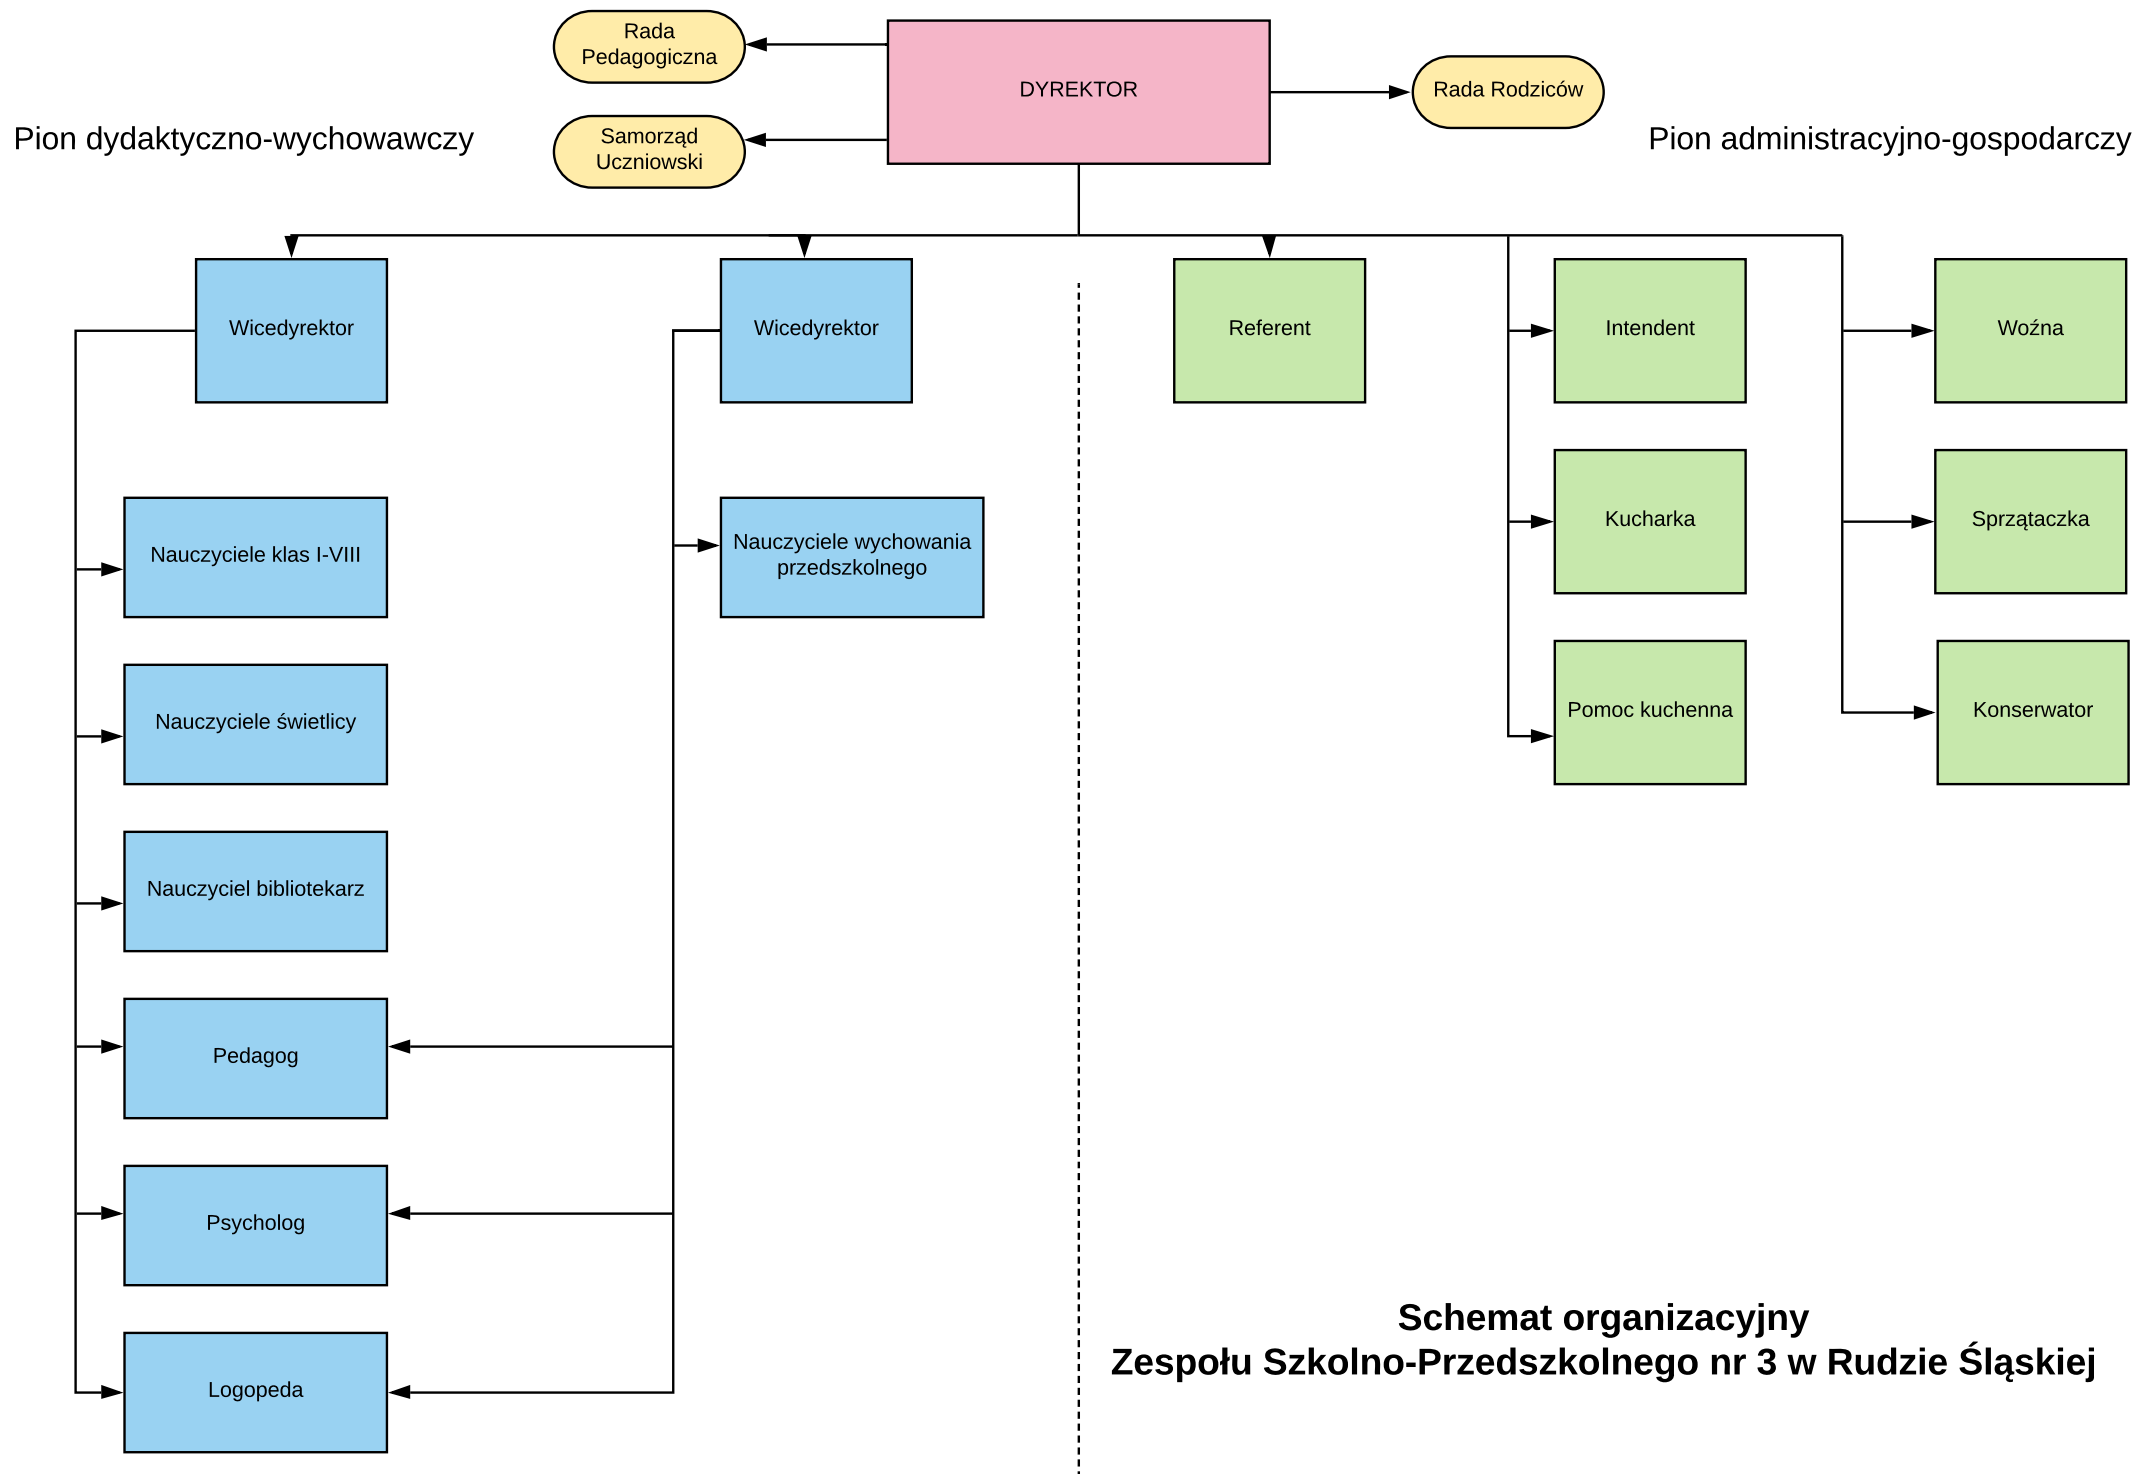 Rada
Pedagogiczna
DYREKTOR
Rada Rodziców
Samorząd
Uczniowski
Pion dydaktyczno-wychowawczy
Pion administracyjno-gospodarczy
Wicedyrektor
Wicedyrektor
Referent
Intendent
Woźna
Nauczyciele klas I-VIII
Nauczyciele wychowania
przedszkolnego
Kucharka
Sprzątaczka
Nauczyciele świetlicy
Pomoc kuchenna
Konserwator
Nauczyciel bibliotekarz
Pedagog
Psycholog
Logopeda
Schemat organizacyjny
Zespołu Szkolno-Przedszkolnego nr 3 w Rudzie Śląskiej